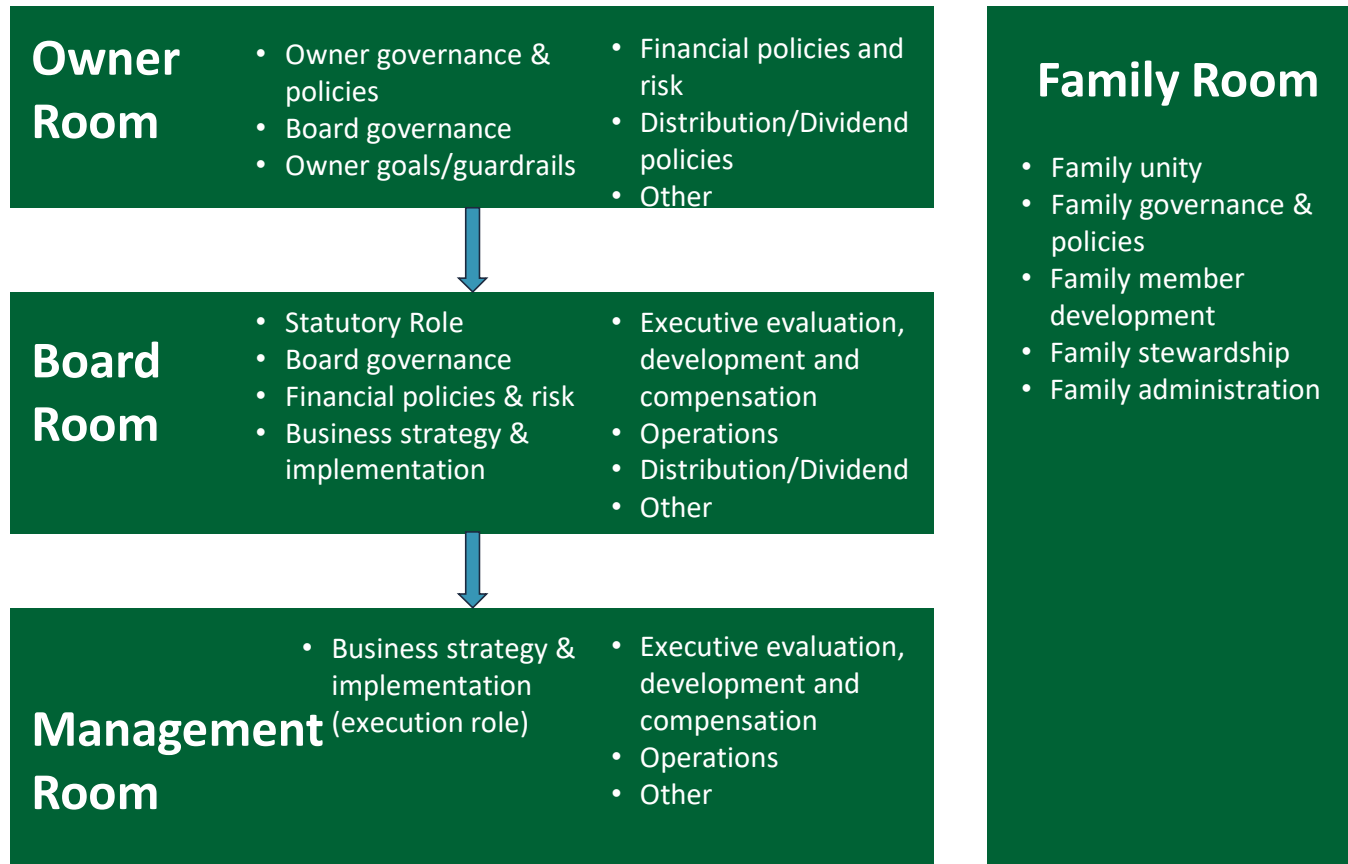 Owner
Room
• Owner governance &
policies
• Board governance
• Owner goals/guardrails
• Financial policies and
risk
• Distribution/Dividend
policies
• Other
Board
Room
• Statutory Role
• Board governance
• Financial policies & risk
• Business strategy &
implementation
• Executive evaluation,
development and
compensation
• Operations
• Distribution/Dividend
• Other
Management
Room
• Business strategy &
implementation
(execution role)
• Executive evaluation,
development and
compensation
• Operations
• Other
Family Room
• Family unity
• Family governance &
policies
• Family member
development
• Family stewardship
• Family administration